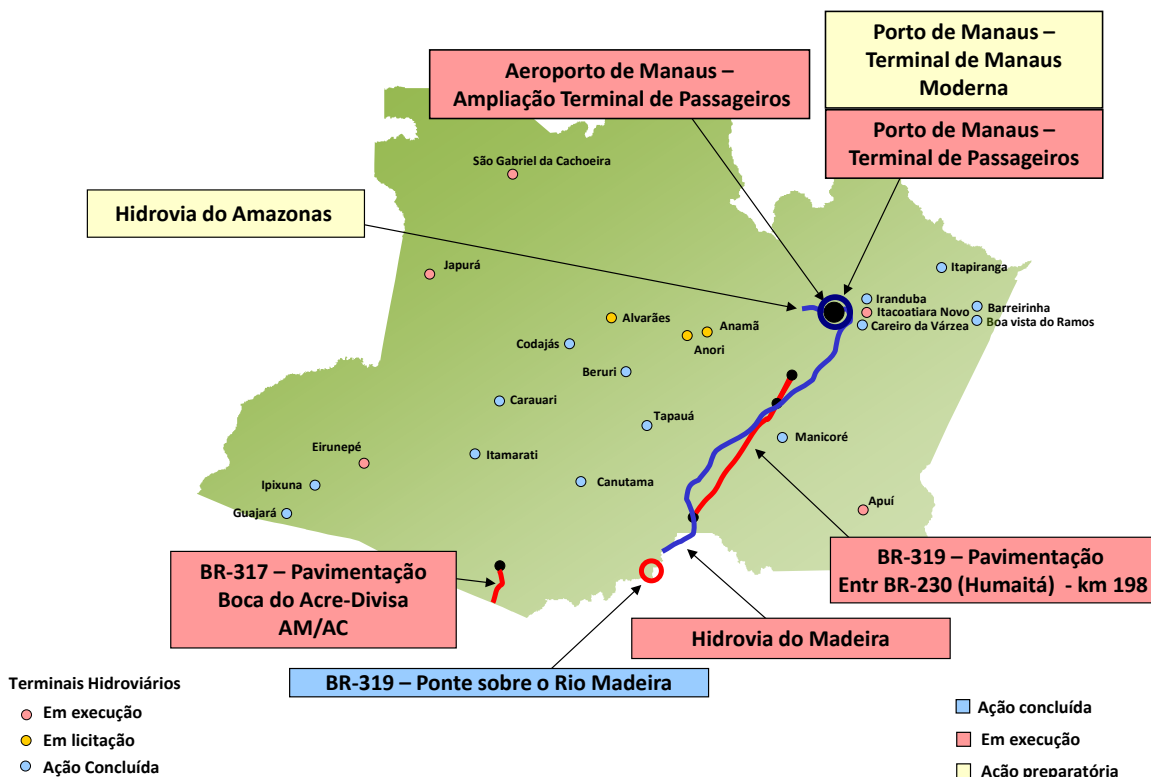 Porto de Manaus –
Terminal de Manaus
Moderna
Aeroporto de Manaus –
Ampliação Terminal de Passageiros
Porto de Manaus –
Terminal de Passageiros
São Gabriel da Cachoeira
Hidrovia do Amazonas
Japurá
Itapiranga
Iranduba
Itacoatiara Novo
Careiro da Várzea
Barreirinha
Boa vista do Ramos
Alvarães
Anamã
Anori
Codajás
Beruri
Carauari
Tapauá
Manicoré
Itamarati
Eirunepé
Canutama
Ipixuna
Guajará
Apuí
BR-317 – Pavimentação
Boca do Acre-Divisa
AM/AC
BR-319 – Pavimentação
Entr BR-230 (Humaitá) - km 198
Hidrovia do Madeira
BR-319 – Ponte sobre o Rio Madeira
Terminais Hidroviários
Em execução
Em licitação
Ação Concluída
Ação concluída
Em execução
Ação preparatória